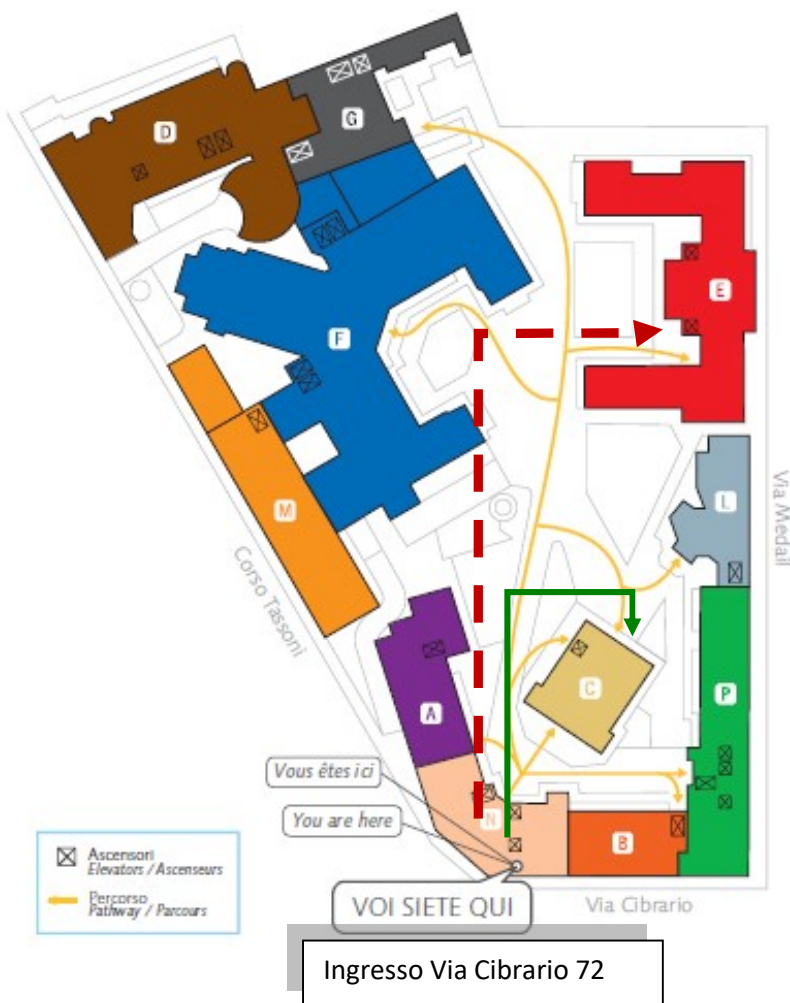 D
G
E
F
M
L
A
C
P
N
B
Corso Tassoni
Via Medail
Vous êtes ici
You are here
VOI SIETE QUI
Via Cibrario
Ascensori
Elevators / Ascenseurs
Percorso
Pathway / Parcours
Ingresso Via Cibrario 72